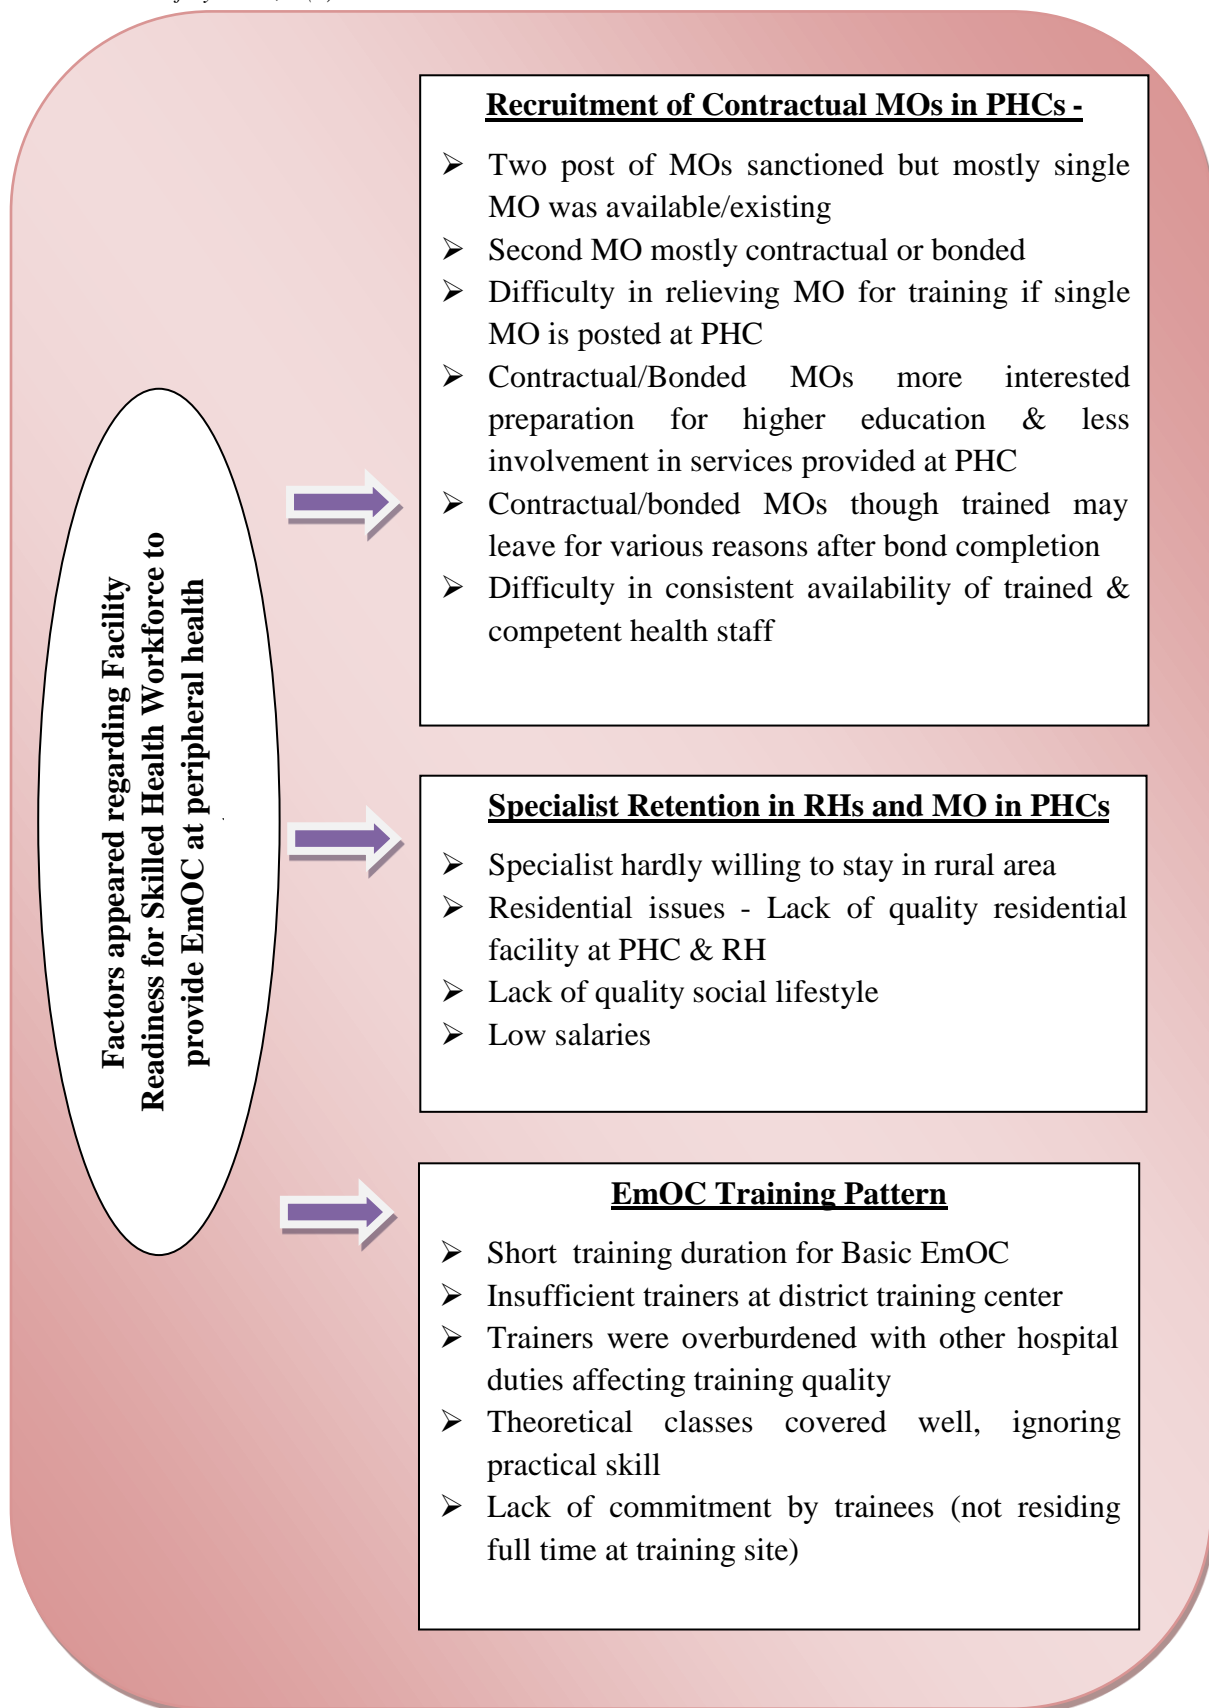 Factors appeared regarding Facility
Readiness for Skilled Health Workforce to
provide EmOC at peripheral health
Recruitment of Contractual MOs in PHCs -
➢ Two post of MOs sanctioned but mostly single
MO was available/existing
➢ Second MO mostly contractual or bonded
➢ Difficulty in relieving MO for training if single
MO is posted at PHC
➢ Contractual/Bonded MOs more interested
preparation for higher education & less
involvement in services provided at PHC
➢ Contractual/bonded MOs though trained may
leave for various reasons after bond completion
➢ Difficulty in consistent availability of trained &
competent health staff
Specialist Retention in RHs and MO in PHCs
➢ Specialist hardly willing to stay in rural area
➢ Residential issues - Lack of quality residential
facility at PHC & RH
➢ Lack of quality social lifestyle
➢ Low salaries
EmOC Training Pattern
➢ Short training duration for Basic EmOC
➢ Insufficient trainers at district training center
➢ Trainers were overburdened with other hospital
duties affecting training quality
➢ Theoretical classes covered well, ignoring
practical skill
➢ Lack of commitment by trainees (not residing
full time at training site)